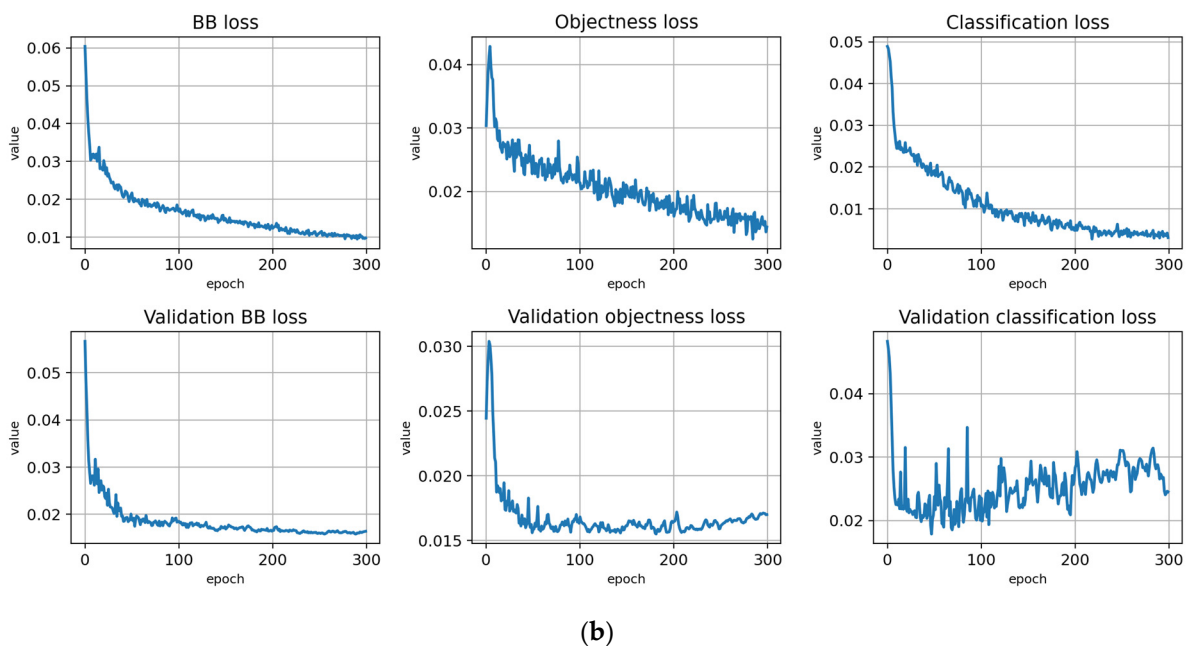 BB loss
Objectness loss
Classification loss
0.06
0.05
0.04
0.03
0.02
0.01
value
0 100 200 300
epoch
0.04
0.03
0.02
value
0 100 200 300
epoch
0.05
0.04
0.03
0.02
0.01
value
0 100 200 300
epoch
Validation BB loss
Validation objectness loss
Validation classification loss
0.05
0.04
0.03
0.02
value
0 100 200 300
epoch
0.030
0.025
0.020
0.015
value
0 100 200 300
epoch
0.04
0.03
0.02
value
0 100 200 300
epoch
(b)